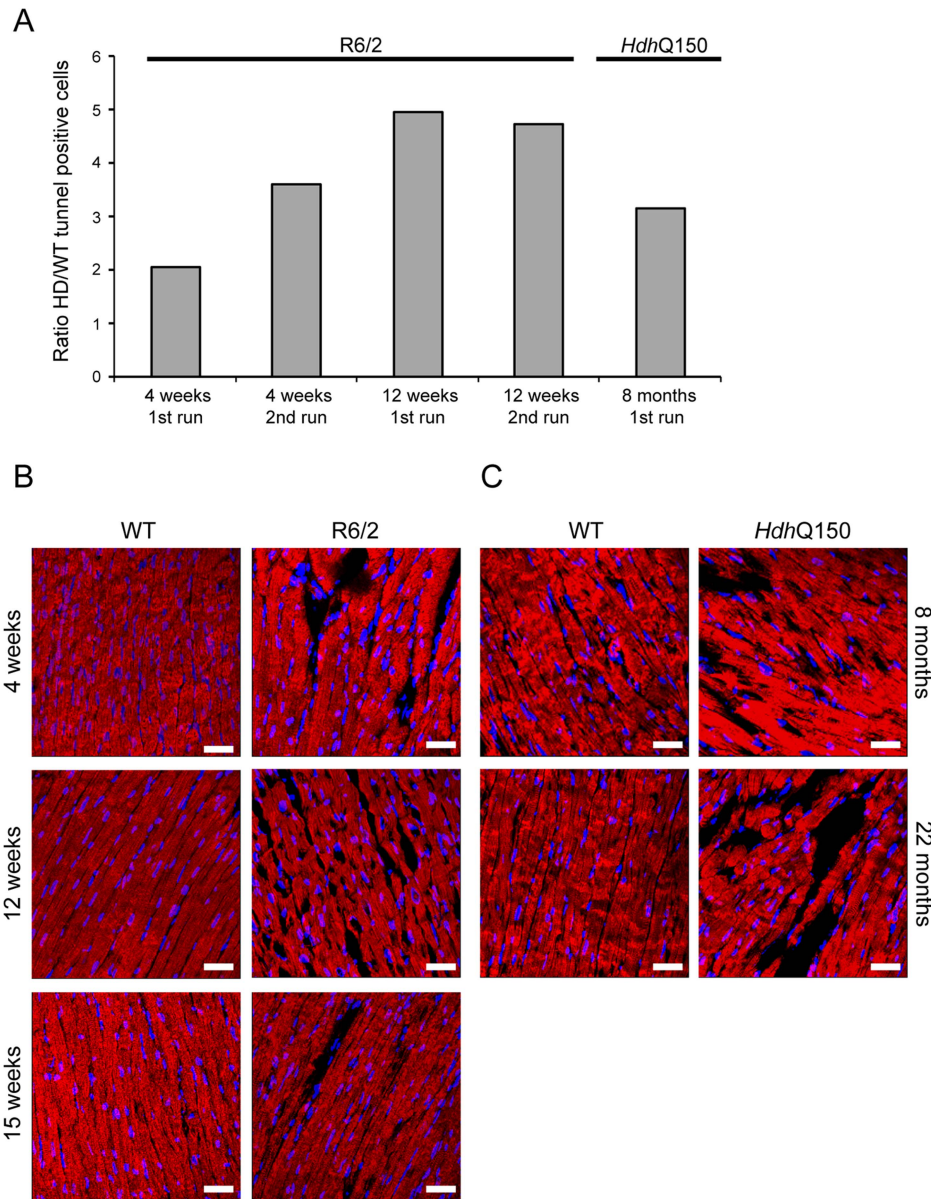 A
R6/2
HdhQ150
Ratio HD/WT tunnel positive cells
6
5
4
3
2
1
0
4 weeks
1st run
4 weeks
2nd run
12 weeks
1st run
12 weeks
2nd run
8 months
1st run
B
WT
R6/2
4 weeks
12 weeks
15 weeks
C
WT
HdhQ150
8 months
22 months